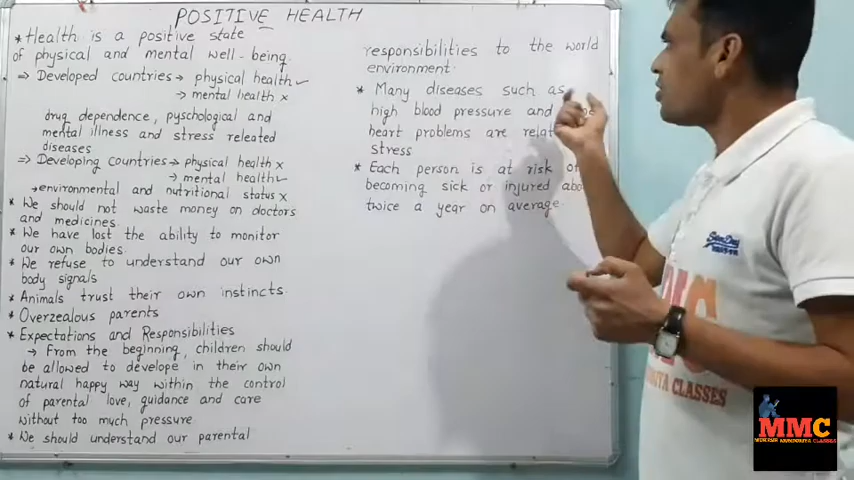 POSITIVE HEALTH
* Health is a positive state
of physical and mental well-being.
⇒ Developed countries → physical health ✓
→ mental health ×
drug dependence, pyschological and
mental illness and stress releated
diseases
⇒ Developing countries → physical health ×
→ mental health ✓
→ environmental and nutritional status ×
* We should not waste money on doctors
and medicines
* We have lost the ability to monitor
our own bodies
* We refuse to understand our own
body signals
* Animals trust their own instincts.
* Overzealous parents
* Expectations and Responsibilities
→ From the beginning, children should
be allowed to develope in their own
natural happy way within the control
of parental love, guidance and care
without too much pressure
* We should understand our parental
responsibilities to the world
environment.
* Many diseases such as
high blood pressure and
heart problems are
stress
* Each person is at risk
becoming sick or injured
twice a year on average.
CLASSES
MMC